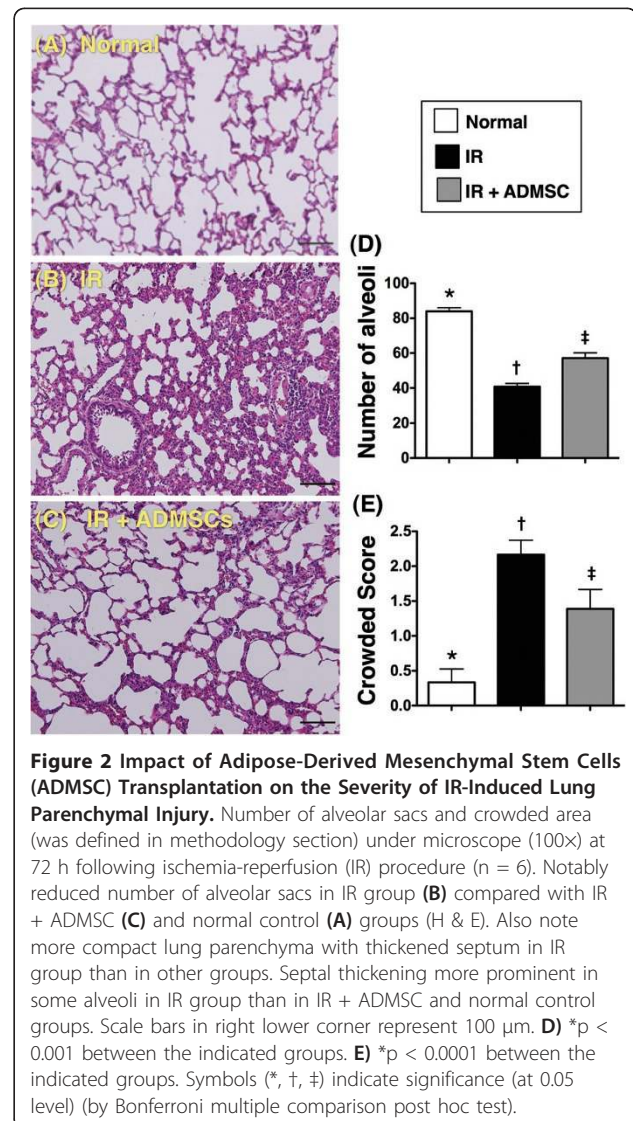 (A) Normal
Normal
IR
IR + ADMSC
(B) IR
(C) IR + ADMSCs
(D)
Number of alveoli
100
80
60
40
20
0
*
†
‡
(E)
Crowded Score
2.5
2.0
1.5
1.0
0.5
0.0
*
†
‡
Figure 2 Impact of Adipose-Derived Mesenchymal Stem Cells
(ADMSC) Transplantation on the Severity of IR-Induced Lung
Parenchymal Injury. Number of alveolar sacs and crowded area
(was defined in methodology section) under microscope (100×) at
72 h following ischemia-reperfusion (IR) procedure (n = 6). Notably
reduced number of alveolar sacs in IR group (B) compared with IR
+ ADMSC (C) and normal control (A) groups (H & E). Also note
more compact lung parenchyma with thickened septum in IR
group than in other groups. Septal thickening more prominent in
some alveoli in IR group than in IR + ADMSC and normal control
groups. Scale bars in right lower corner represent 100 μm. D) *p <
0.001 between the indicated groups. E) *p < 0.0001 between the
indicated groups. Symbols (*, †, ‡) indicate significance (at 0.05
level) (by Bonferroni multiple comparison post hoc test).